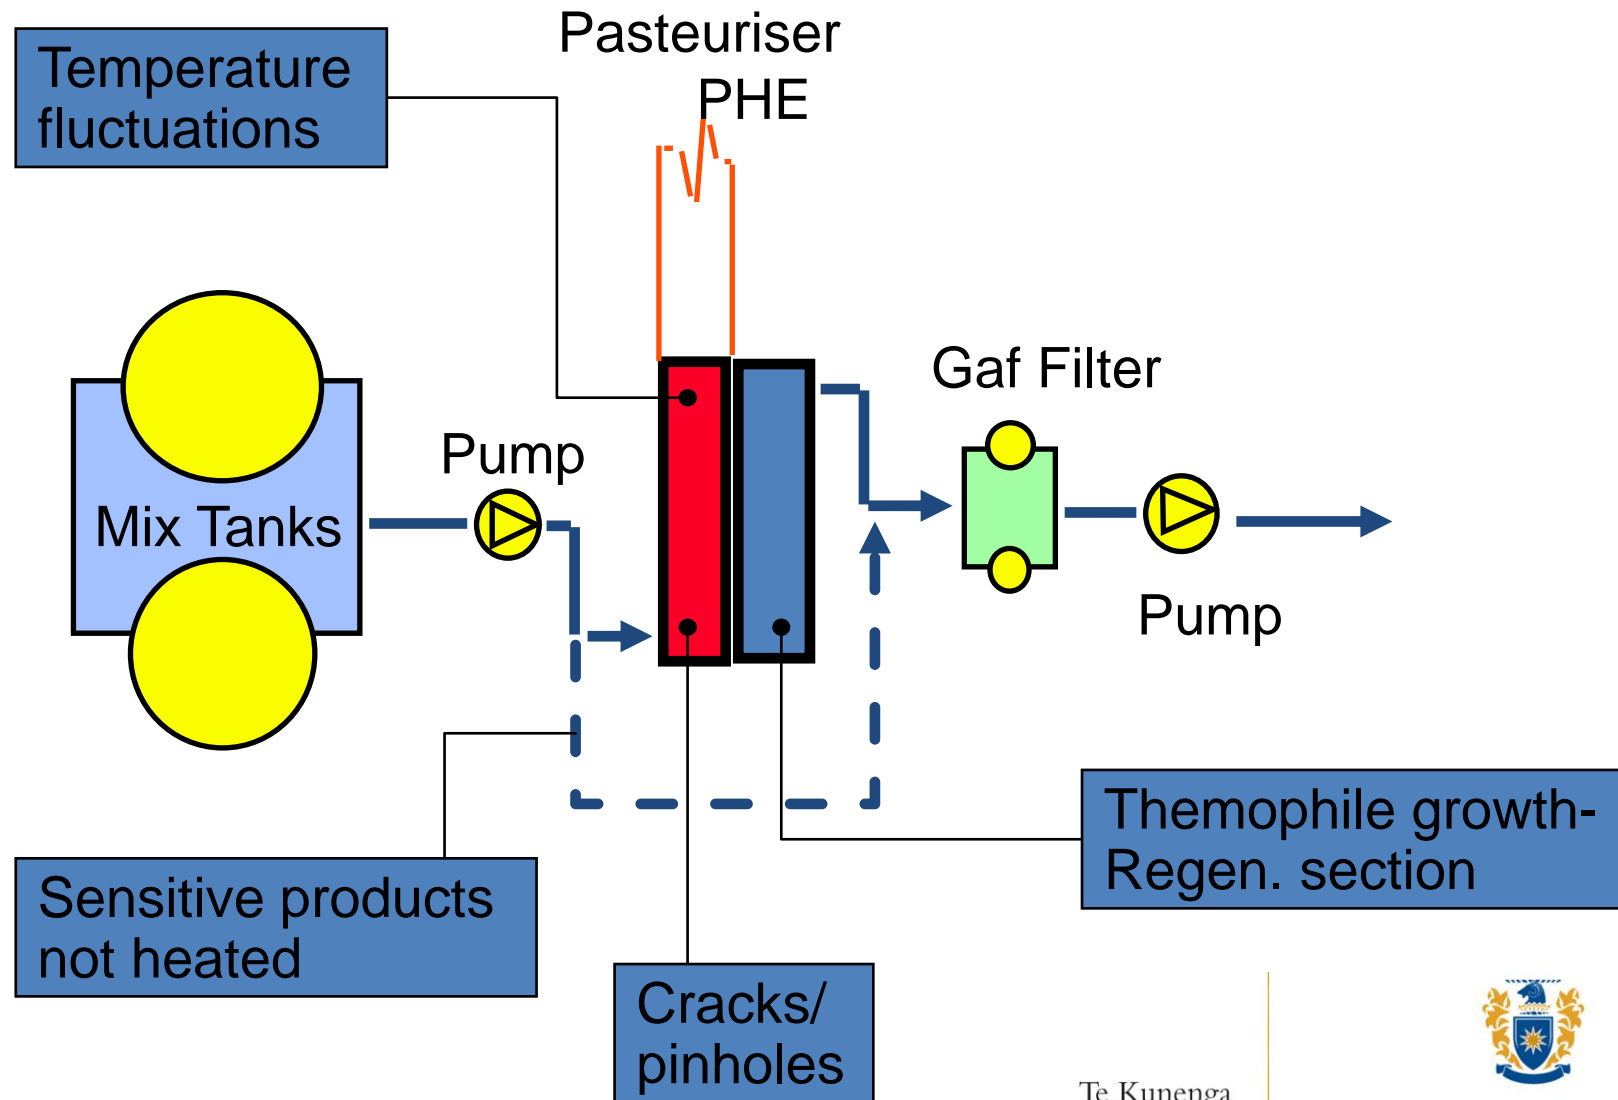 Pasteuriser
PHE
Temperature
fluctuations
Gaf Filter
Pump
Mix Tanks
Pump
Themophile growth-
Regen. section
Sensitive products
not heated
Cracks/
pinholes
Te Kunenga